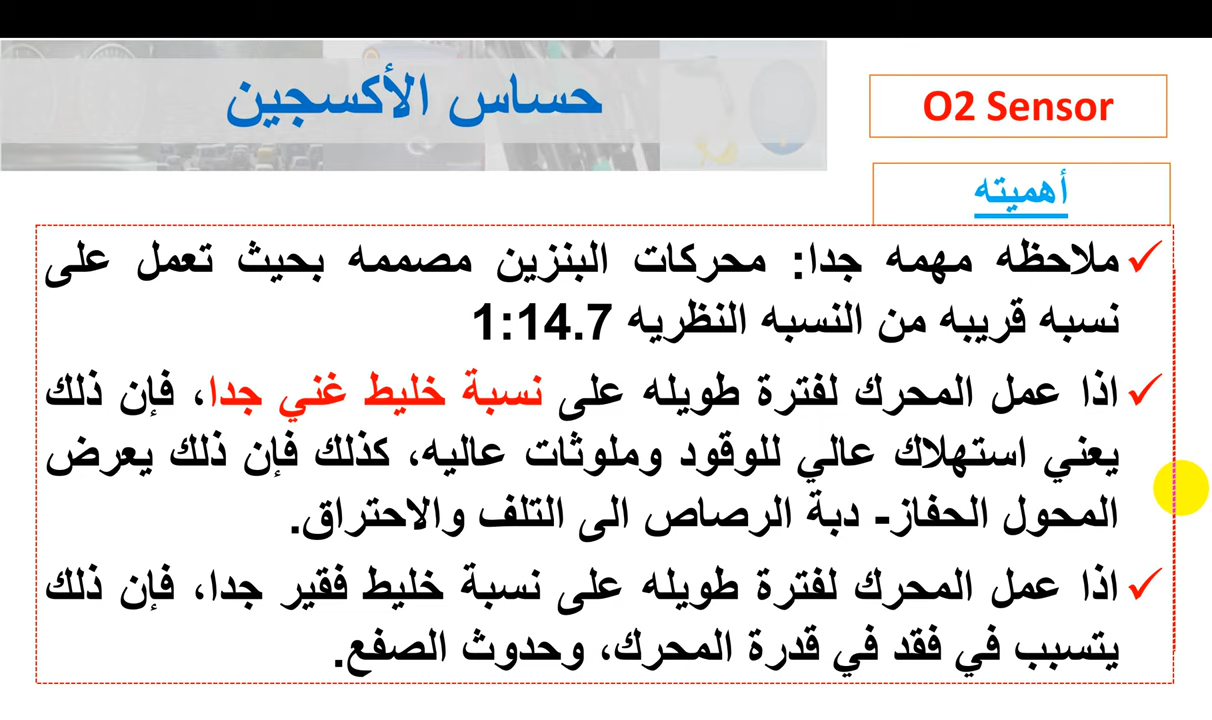 حساس الأكسجين
O2 Sensor
أهميته
ملاحظه مهمه جدا: محركات البنزين مصممه بحيث تعمل على
نسبه قريبه من النسبه النظريه 1:14.7
اذا عمل المحرك لفترة طويله على نسبة خليط غني جدا، فإن ذلك
يعني استهلاك عالي للوقود وملوثات عاليه، كذلك فإن ذلك يعرض
المحول الحفاز- دبة الرصاص الى التلف والاحتراق.
اذا عمل المحرك لفترة طويله على نسبة خليط فقير جدا، فإن ذلك
يتسبب في فقد في قدرة المحرك، وحدوث الصفع.